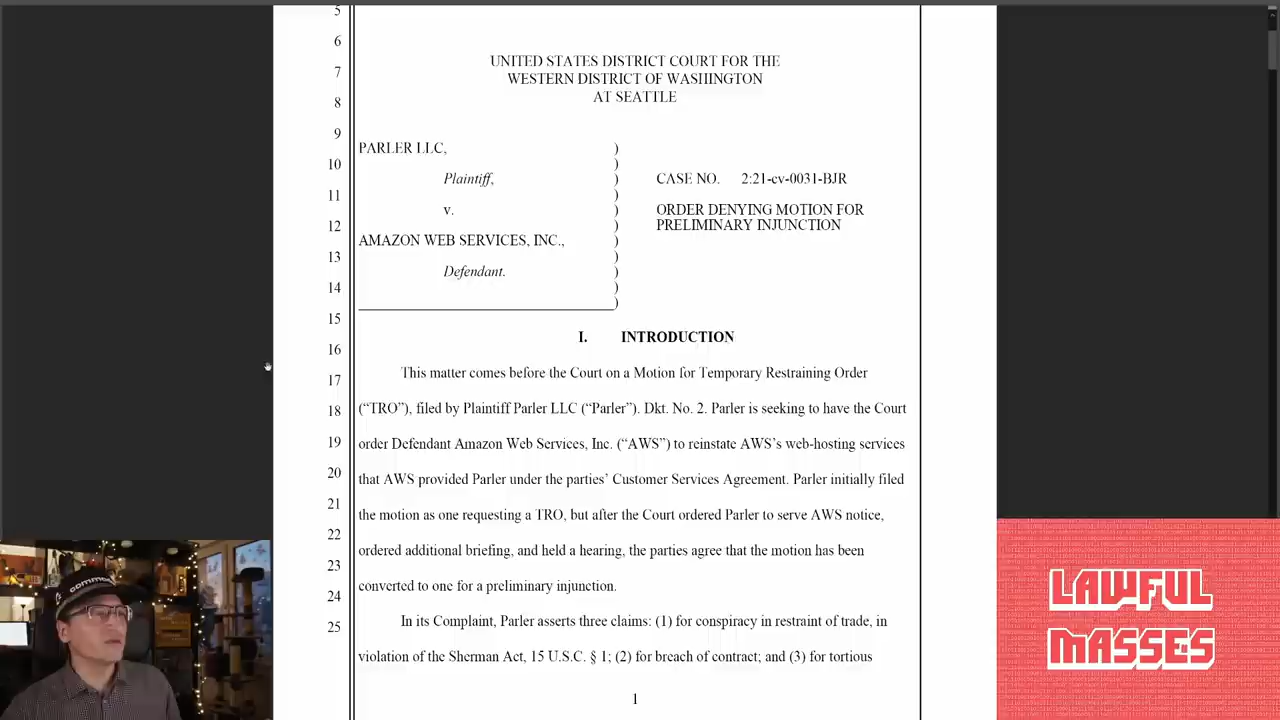 5
6
UNITED STATES DISTRICT COURT FOR THE
7
WESTERN DISTRICT OF WASHINGTON
8
AT SEATTLE
9
PARLER LLC, )
10 )
Plaintiff, ) CASE NO. 2:21-cv-0031-BJR
11 )
v. ) ORDER DENYING MOTION FOR
12 ) PRELIMINARY INJUNCTION
AMAZON WEB SERVICES, INC., )
13 )
Defendant. )
14 )
)
15
I. INTRODUCTION
16
This matter comes before the Court on a Motion for Temporary Restraining Order
17
18 (“TRO”), filed by Plaintiff Parler LLC (“Parler”). Dkt. No. 2. Parler is seeking to have the Court
19 order Defendant Amazon Web Services, Inc. (“AWS”) to reinstate AWS’s web-hosting services
20 that AWS provided Parler under the parties’ Customer Services Agreement. Parler initially filed
21
the motion as one requesting a TRO, but after the Court ordered Parler to serve AWS notice,
22
ordered additional briefing, and held a hearing, the parties agree that the motion has been
23
converted to one for a preliminary injunction.
24
25 In its Complaint, Parler asserts three claims: (1) for conspiracy in restraint of trade, in
violation of the Sherman Act, 15 U.S.C. § 1; (2) for breach of contract; and (3) for tortious
1
common
LAWFUL
MASSES